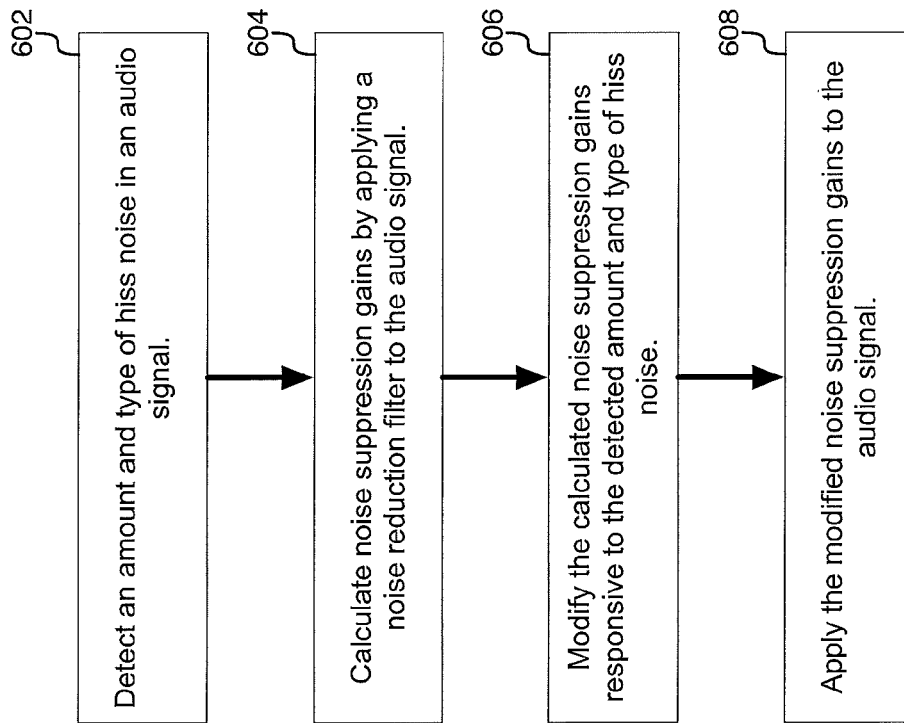 602
Detect an amount and type of hiss noise in an audio
signal.
604
Calculate noise suppression gains by applying a
noise reduction filter to the audio signal.
606
Modify the calculated noise suppression gains
responsive to the detected amount and type of hiss
noise.
608
Apply the modified noise suppression gains to the
audio signal.